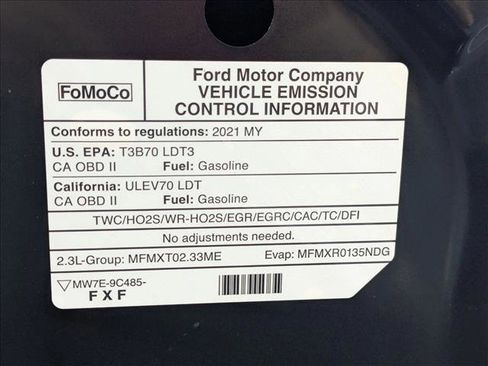 FoMoCo
Ford Motor Company
VEHICLE EMISSION
CONTROL INFORMATION
Conforms to regulations: 2021 MY
U.S. EPA: T3B70 LDT3
CA OBD II Fuel: Gasoline
California: ULEV70 LDT
CA OBD II Fuel: Gasoline
TWC/HO2S/WR-HO2S/EGR/EGRC/CAC/TC/DFI
No adjustments needed.
2.3L-Group: MFMXT02.33ME Evap: MFMXR0135NDG
MW7E-9C485-
FXF